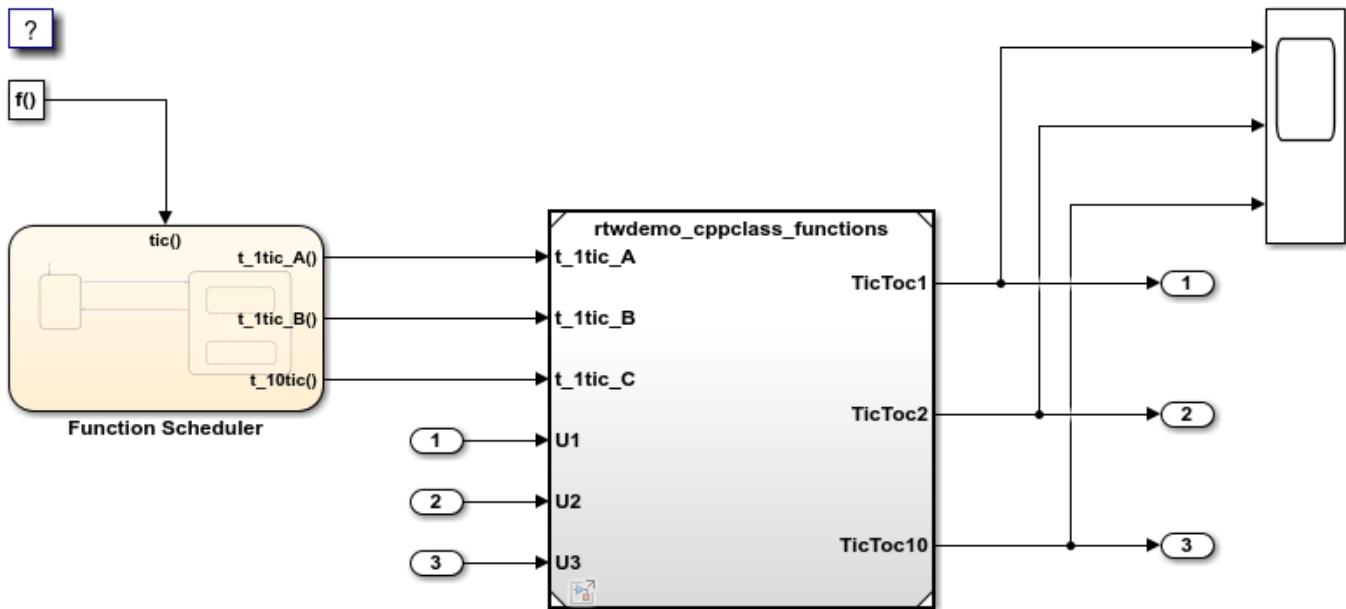 ?
f()
tic()
t_1tic_A()
t_1tic_B()
t_10tic()
Function Scheduler
rtwdemo_cppclass_functions
t_1tic_A
t_1tic_B
t_1tic_C
1
U1
2
U2
3
U3
TicToc1
TicToc2
TicToc10
1
2
3